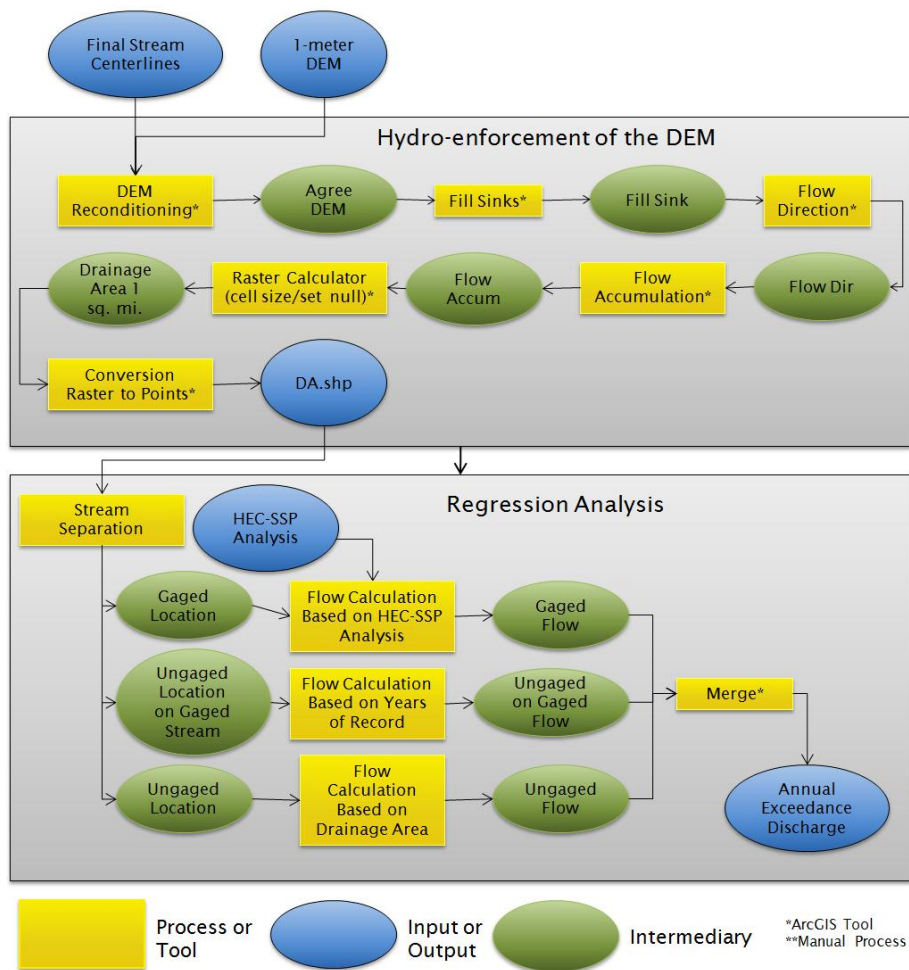 Final Stream
Centerlines
1-meter
DEM
Hydro-enforcement of the DEM
DEM
Reconditioning*
Agree
DEM
Fill Sinks*
Fill Sink
Flow
Direction*
Drainage
Area 1
sq. mi.
Raster Calculator
(cell size/set null)*
Flow
Accum
Flow
Accumulation*
Flow Dir
Conversion
Raster to Points*
DA.shp
Regression Analysis
Stream
Separation
HEC-SSP
Analysis
Gaged
Location
Flow Calculation
Based on HEC-SSP
Analysis
Gaged
Flow
Ungaged
Location
on Gaged
Stream
Flow Calculation
Based on Years
of Record
Ungaged
on Gaged
Flow
Merge*
Ungaged
Location
Flow
Calculation
Based on
Drainage Area
Ungaged
Flow
Annual
Exceedance
Discharge
Process or
Tool
Input or
Output
Intermediary
*ArcGIS Tool
**Manual Process